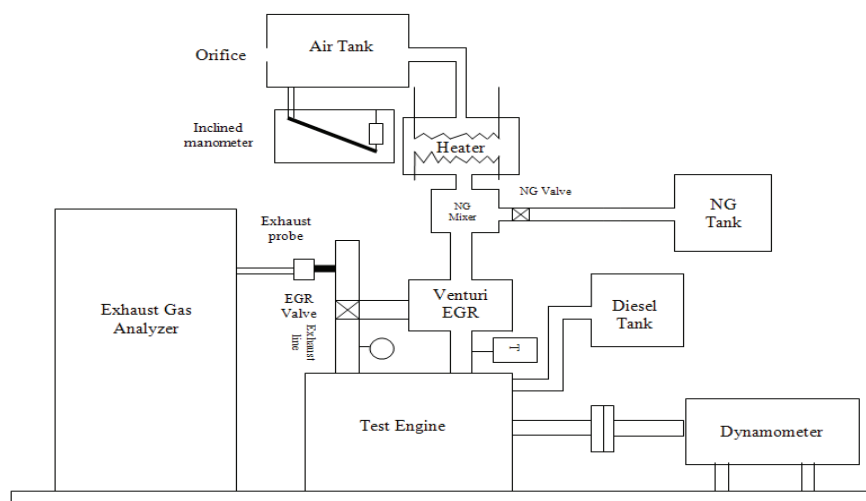 Orifice
Air Tank
Inclined
manometer
Heater
NG Valve
NG
Mixer
NG
Tank
Exhaust
probe
Exhaust Gas
Analyzer
EGR
Valve
Exhaust
line
Venturi
EGR
T
Diesel
Tank
Test Engine
Dynamometer